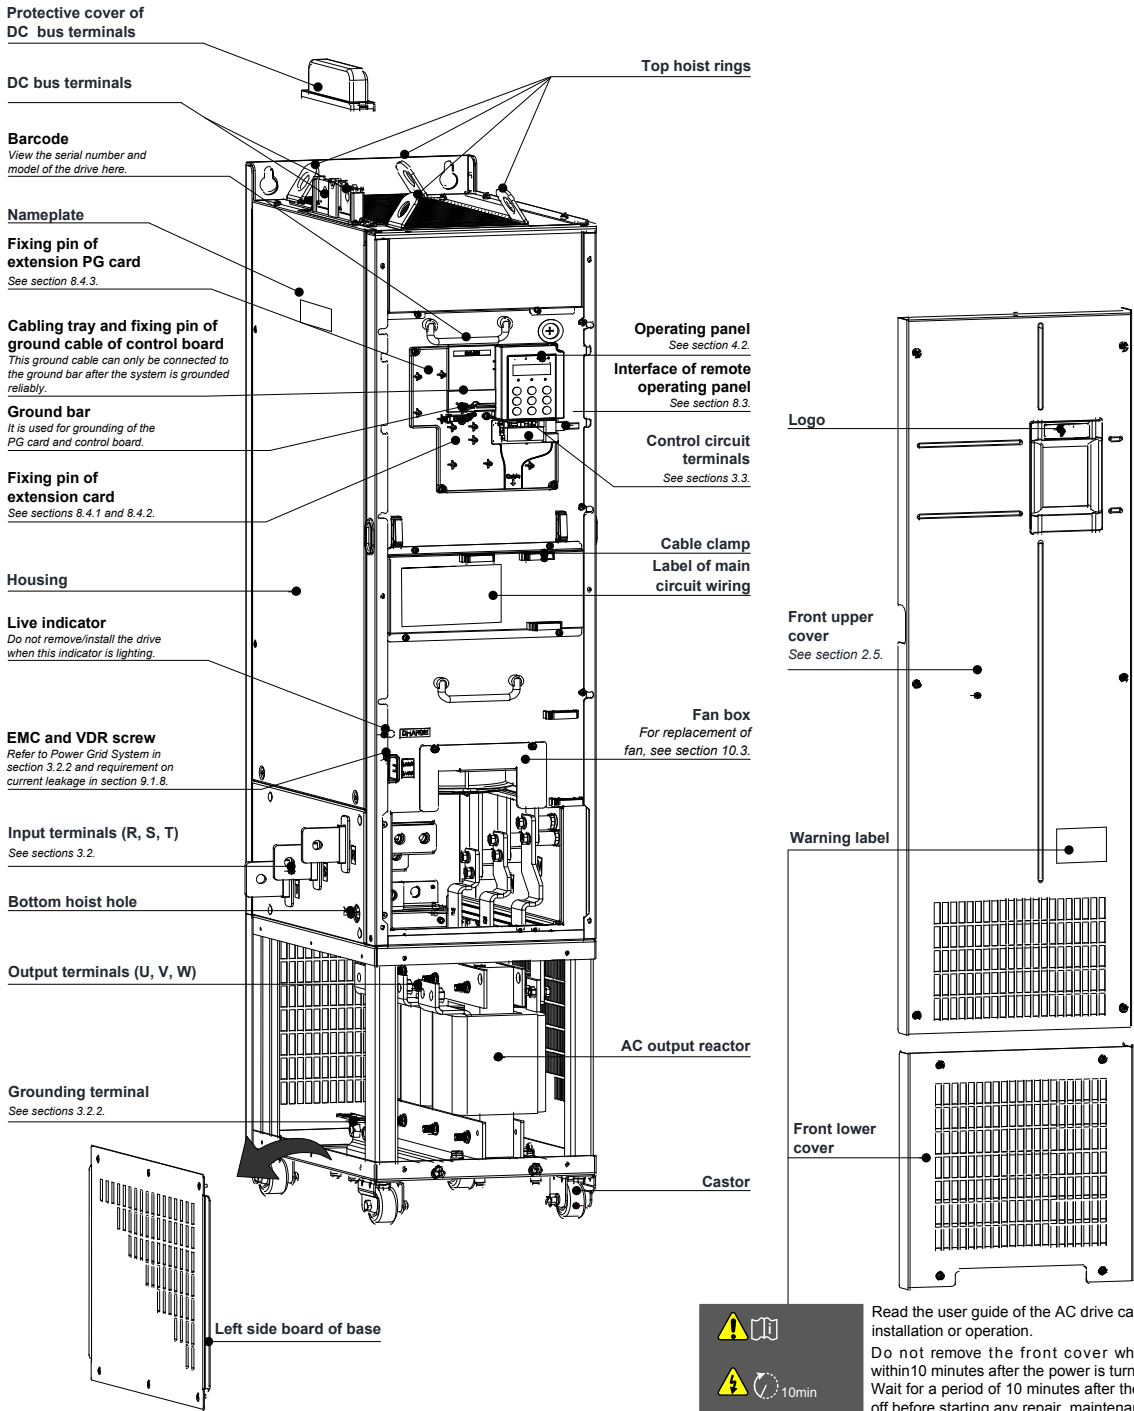 Protective cover of
DC bus terminals
DC bus terminals
Barcode
View the serial number and
model of the drive here.
Nameplate
Fixing pin of
extension PG card
See section 8.4.3.
Cabling tray and fixing pin of
ground cable of control board
This ground cable can only be connected to
the ground bar after the system is grounded
reliably.
Ground bar
It is used for grounding of the
PG card and control board.
Fixing pin of
extension card
See sections 8.4.1 and 8.4.2.
Housing
Live indicator
Do not remove/install the drive
when this indicator is lighting.
EMC and VDR screw
Refer to Power Grid System in
section 3.2.2 and requirement on
current leakage in section 9.1.8.
Input terminals (R, S, T)
See sections 3.2.
Bottom hoist hole
Output terminals (U, V, W)
Grounding terminal
See sections 3.2.2.
Left side board of base
Top hoist rings
Operating panel
See section 4.2.
Interface of remote
operating panel
See section 8.3.
Control circuit
terminals
See sections 3.3.
Cable clamp
Label of main
circuit wiring
CHARGE
Fan box
For replacement of
fan, see section 10.3.
AC output reactor
Castor
Logo
Front upper
cover
See section 2.5.
Warning label
Front lower
cover
10min
Read the user guide of the AC drive ca
installation or operation.
Do not remove the front cover wh
within10 minutes after the power is turn
Wait for a period of 10 minutes after the
off before starting any repair, maintenan